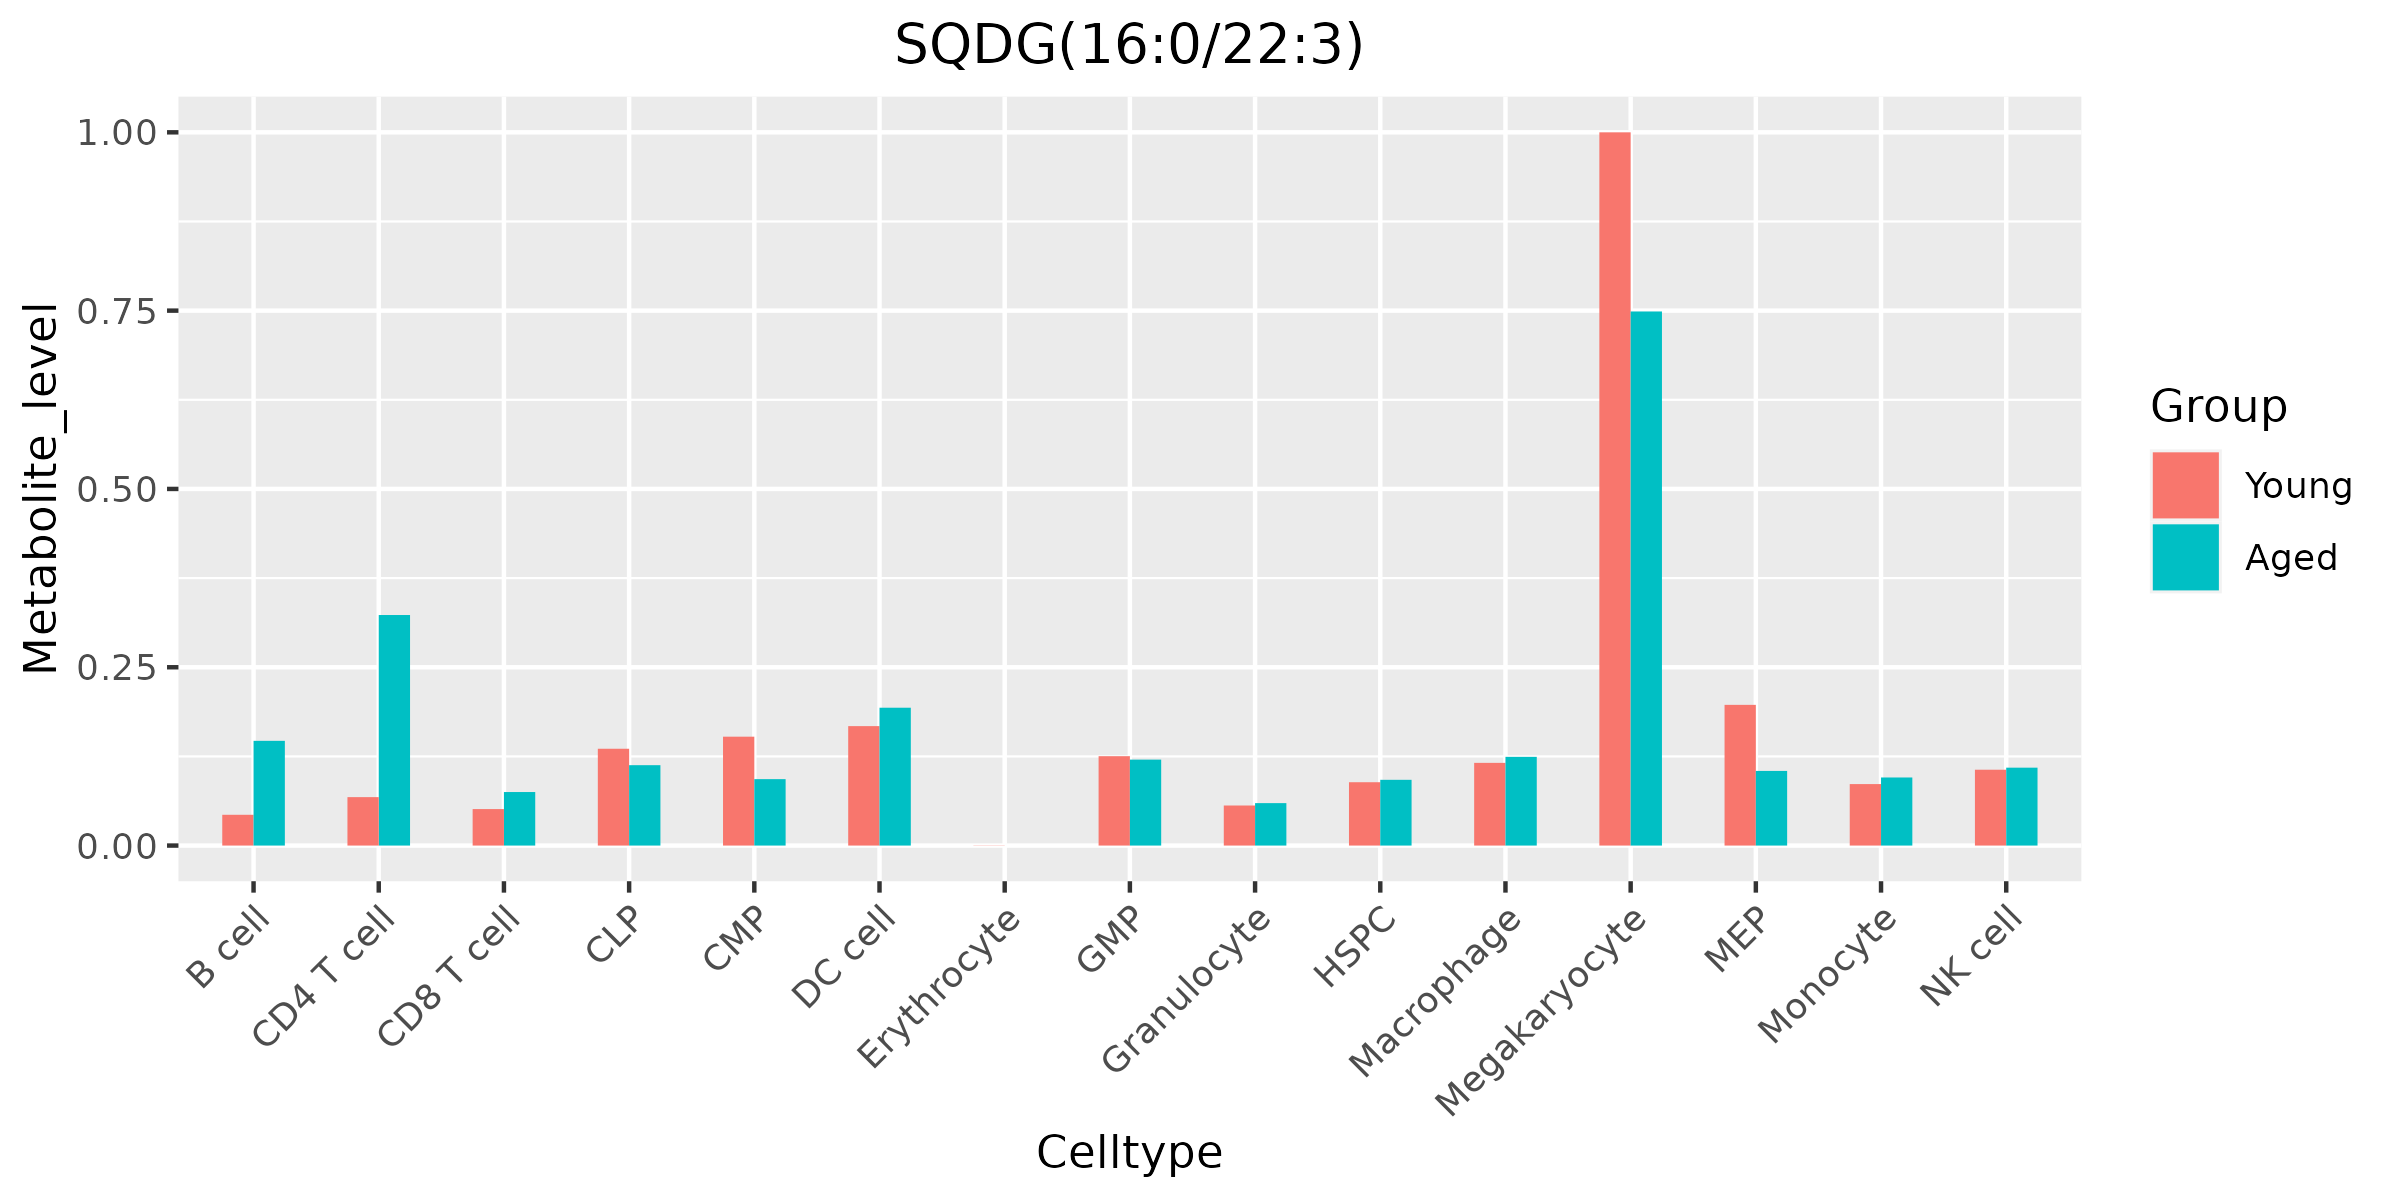 SQDG(16:0/22:3)
Metabolite_level
1.00
0.75
0.50
0.25
0.00
B cell
CD4 T cell
CD8 T cell
CLP
CMP
DC cell
Erythrocyte
GMP
Granulocyte
HSPC
Macrophage
Megakaryocyte
MEP
Monocyte
NK cell
Celltype
Group
Young
Aged